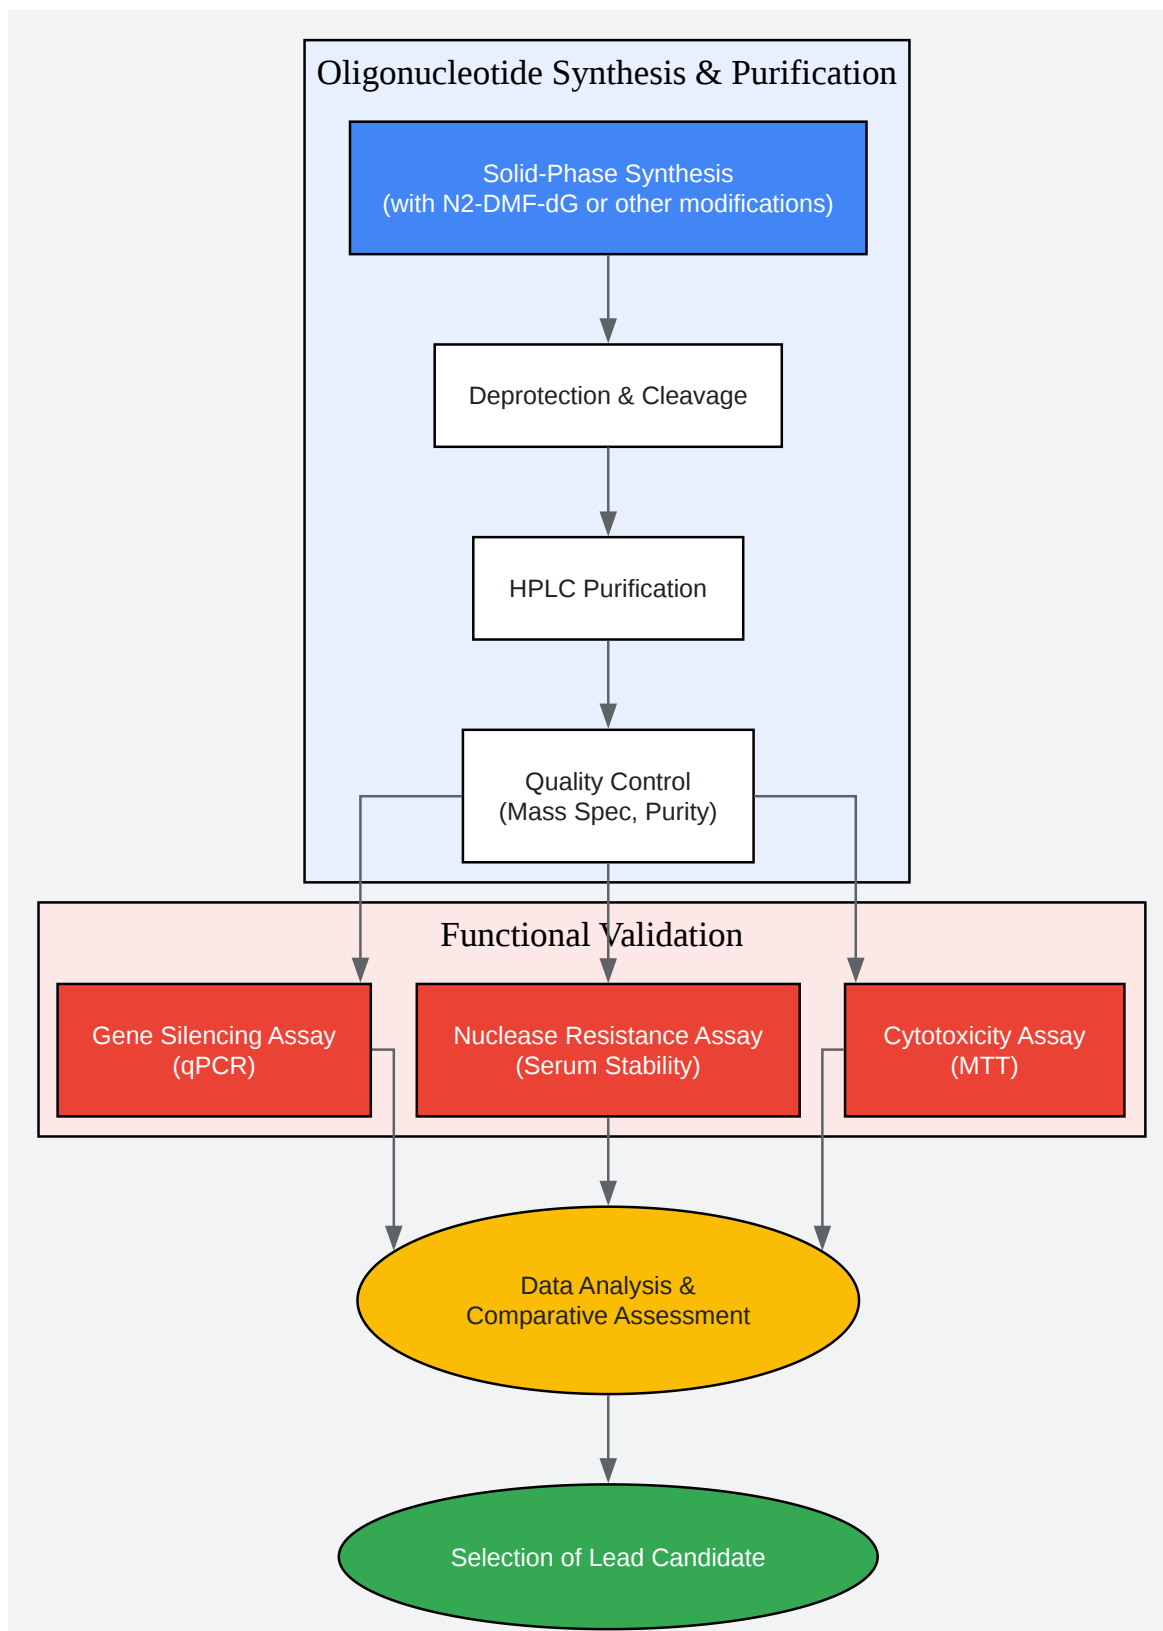 Oligonucleotide Synthesis & Purification
Solid-Phase Synthesis
(with N2-DMF-dG or other modifications)
Deprotection & Cleavage
HPLC Purification
Quality Control
(Mass Spec, Purity)
Functional Validation
Gene Silencing Assay
(qPCR)
Nuclease Resistance Assay
(Serum Stability)
Cytotoxicity Assay
(MTT)
Data Analysis &
Comparative Assessment
Selection of Lead Candidate